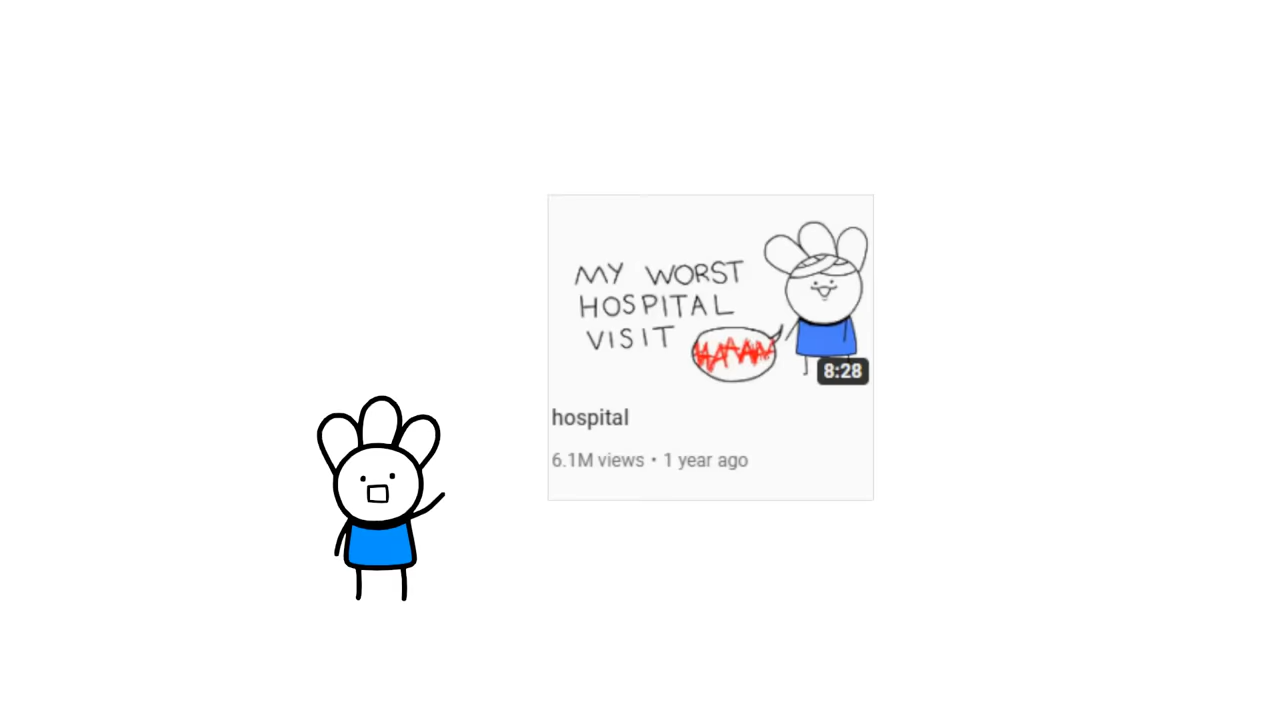 MY WORST
HOSPITAL
VISIT
8:28
hospital
6.1M views • 1 year ago